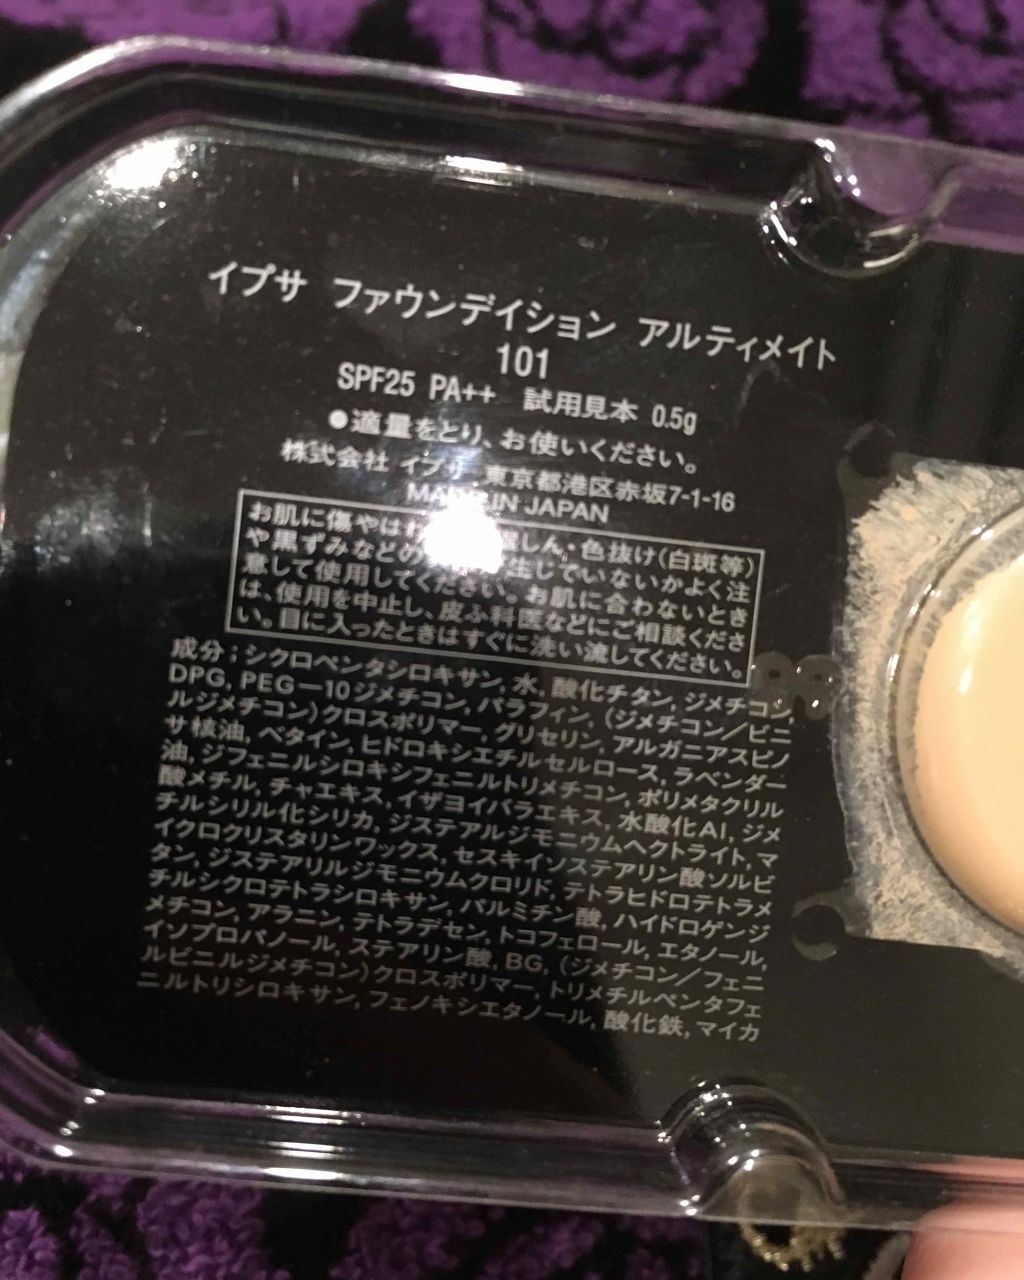 イプサ ファウンデイション アルティメイト
101
SPF25 PA++ 試用見本 0.5g
●適量をとり、お使いください。
株式会社 イプサ 東京都港区赤坂7-1-16
MADE IN JAPAN
お肌に傷やは しん・色抜け(白斑等)
や黒ずみなどの 生じていないかよく注
意して使用してください。お肌に合わないとき
は、使用を中止し、皮ふ科医などにご相談くださ
い。目に入ったときはすぐに洗い流してください。
成分;シクロペンタシロキサン, 水, 酸化チタン, ジメチコン,
DPG, PEG-10ジメチコン, パラフィン, (ジメチコン/ビニ
ルジメチコン)クロスポリマー, グリセリン, アルガニアスピノ
サ核油, ベタイン, ヒドロキシエチルセルロース, ラベンダー
油, ジフェニルシロキシフェニルトリメチコン, ポリメタクリル
酸メチル, チャエキス, イザヨイバラエキス, 水酸化Al, ジメ
チルシリル化シリカ, ジステアルジモニウムヘクトライト, マ
イクロクリスタリンワックス, セスキイソステアリン酸ソルビ
タン, ジステアリルジモニウムクロリド, テトラヒドロテトラメ
チルシクロテトラシロキサン, パルミチン酸, ハイドロゲンジ
メチコン, アラニン, テトラデセン, トコフェロール, エタノール,
イソプロパノール, ステアリン酸, BG, (ジメチコン/フェニ
ルビニルジメチコン)クロスポリマー, トリメチルペンタフェ
ニルトリシロキサン, フェノキシエタノール, 酸化鉄, マイカ